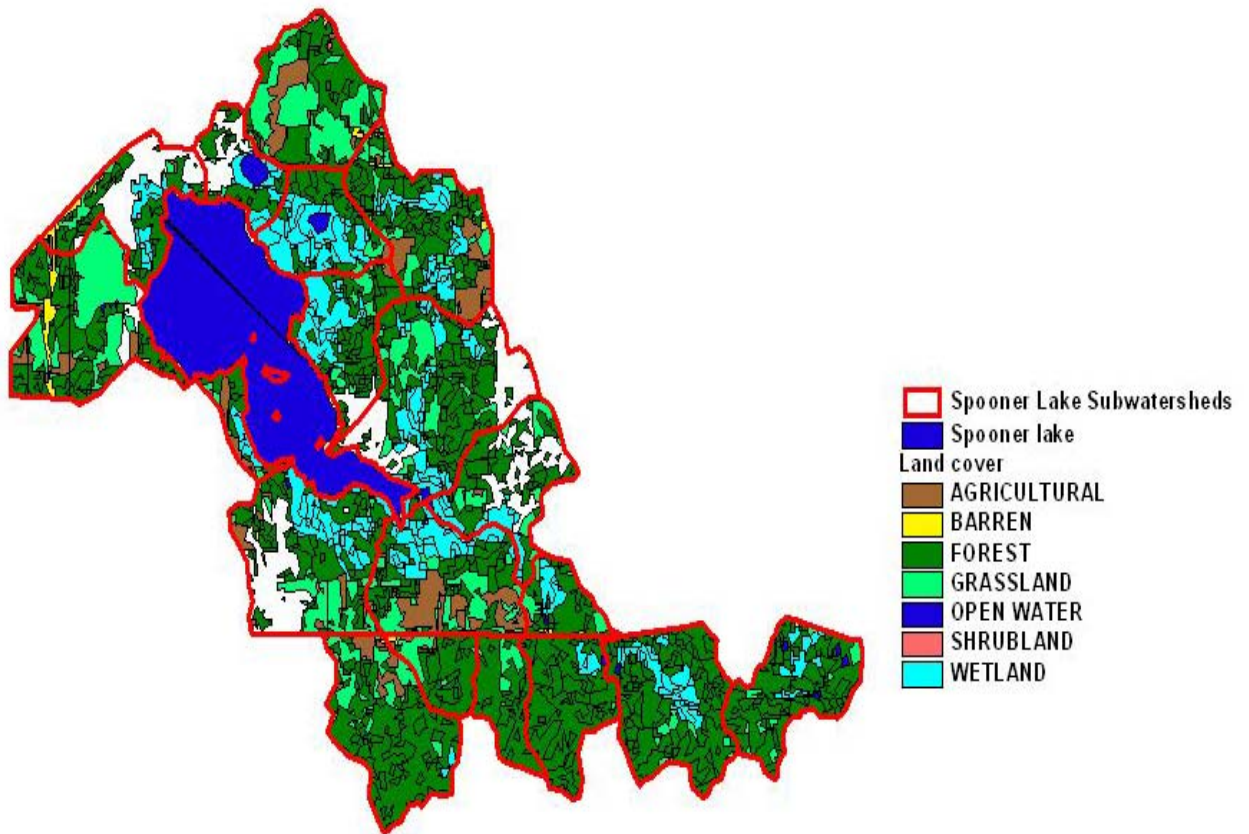 Spooner Lake Subwatersheds
Spooner lake
Land cover
AGRICULTURAL
BARREN
FOREST
GRASSLAND
OPEN WATER
SHRUBLAND
WETLAND